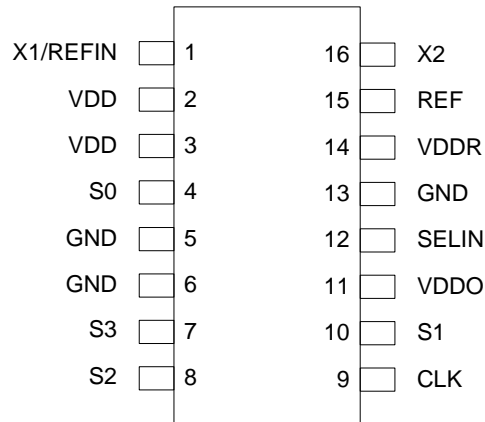 X1/REFIN 1 16 X2
VDD 2 15 REF
VDD 3 14 VDDR
S0 4 13 GND
GND 5 12 SELIN
GND 6 11 VDDO
S3 7 10 S1
S2 8 9 CLK